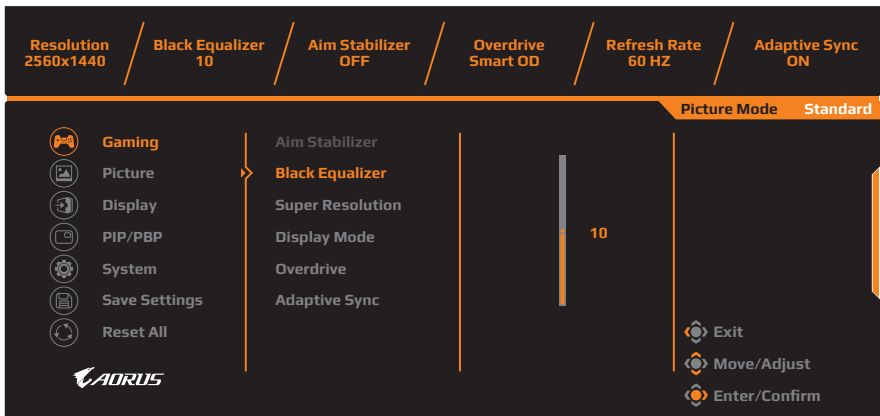 Resolution
2560x1440
Black Equalizer
10
Aim Stabilizer
OFF
Overdrive
Smart OD
Refresh Rate
60 HZ
Adaptive Sync
ON
Picture Mode Standard
Gaming
Picture
Display
PIP/PBP
System
Save Settings
Reset All
Aim Stabilizer
Black Equalizer
Super Resolution
Display Mode
Overdrive
Adaptive Sync
10
Exit
Move/Adjust
Enter/Confirm
AORUS